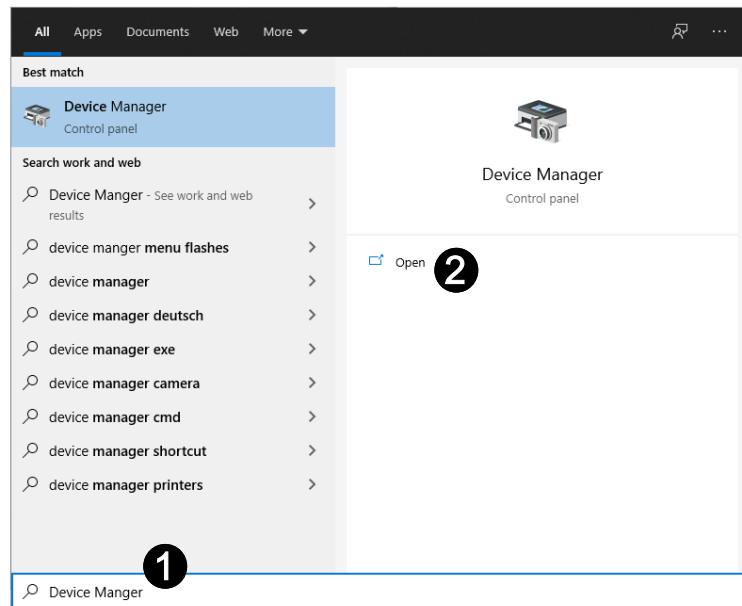 All Apps Documents Web More
Best match
Device Manager
Control panel
Search work and web
Device Manger - See work and web
results
device manger menu flashes
device manager
device manager deutsch
device manager exe
device manager camera
device manager cmd
device manager shortcut
device manager printers
Device Manager
Control panel
Open
2
1
Device Manger